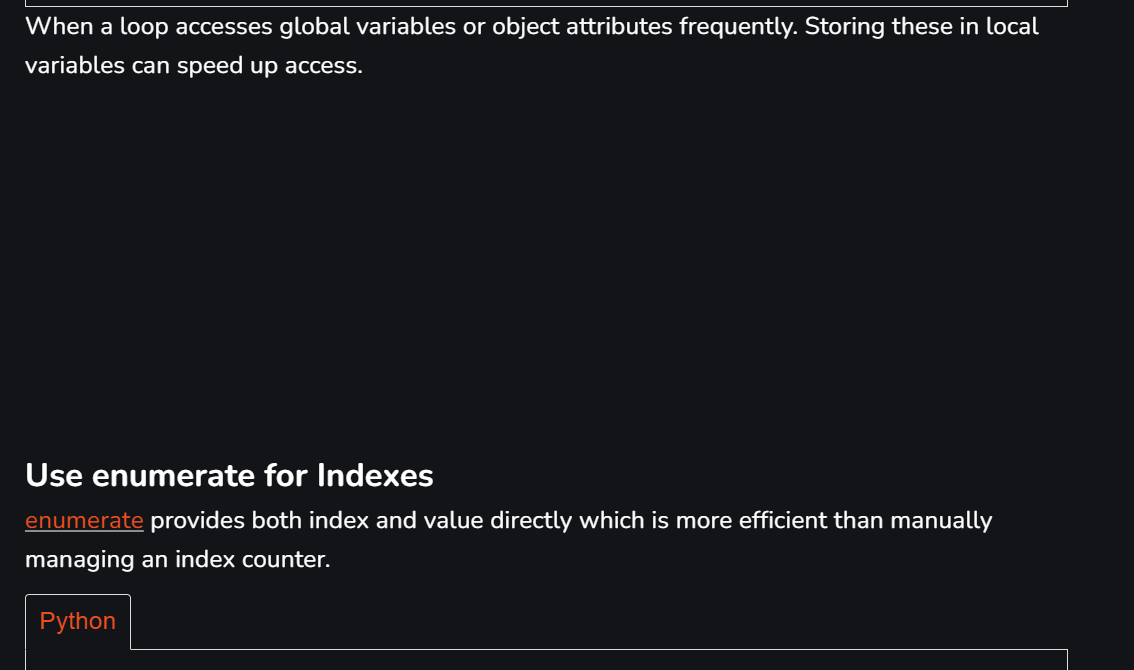 When a loop accesses global variables or object attributes frequently. Storing these in local
variables can speed up access.
Use enumerate for Indexes
enumerate provides both index and value directly which is more efficient than manually
managing an index counter.
Python